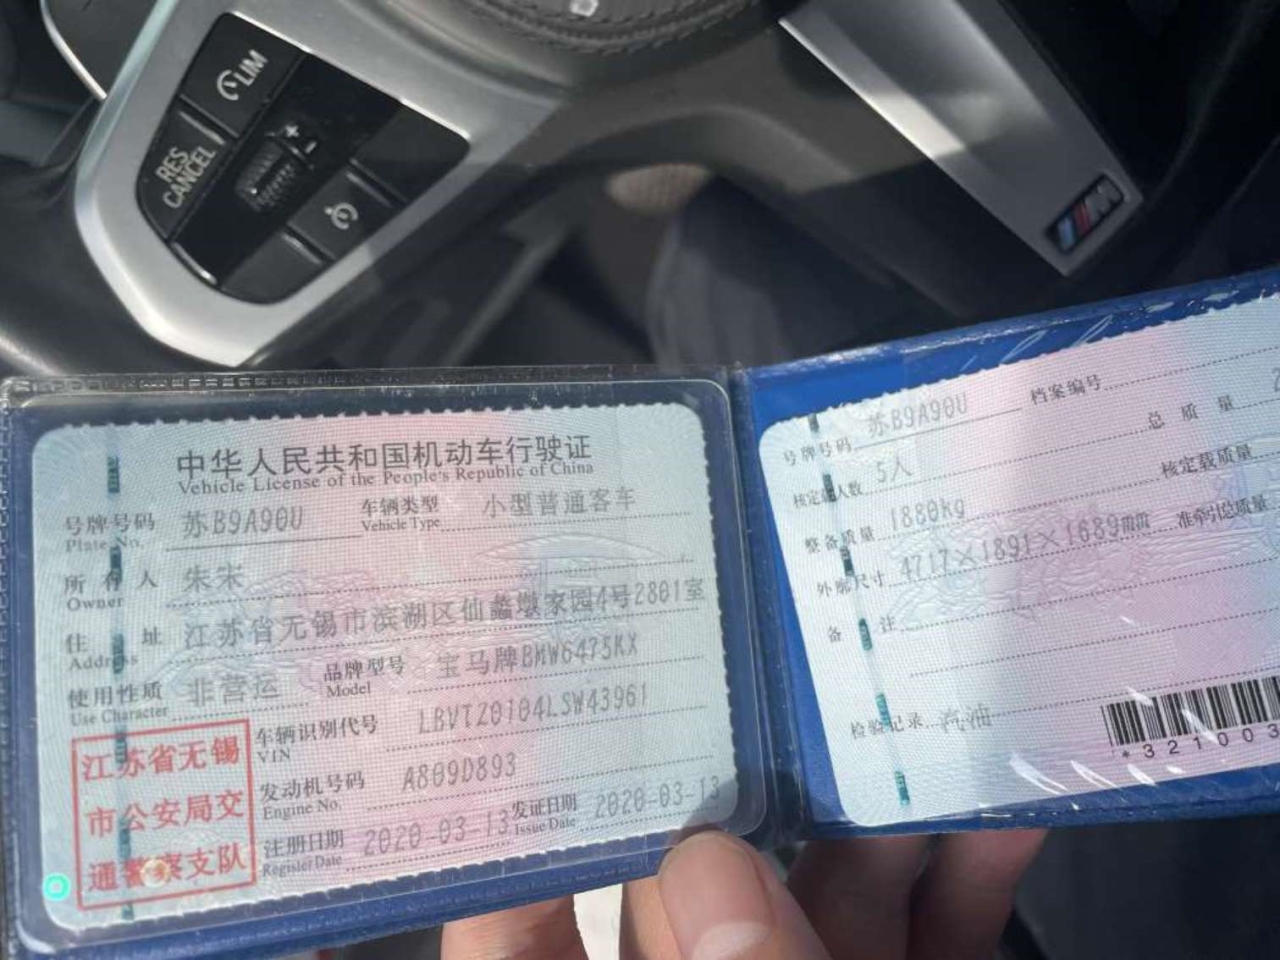 LIM
RES
CANCEL
+
-
M
中华人民共和国机动车行驶证
Vehicle License of the People's Republic of China
号牌号码 苏B9A90U 车辆类型 小型普通客车
Plate No. Vehicle Type
所有人 朱宋
Owner
住址 江苏省无锡市滨湖区仙蠡墩家园4号2801室
Address
使用性质 非营运 品牌型号 宝马牌BMW6475KX
Use Character Model
车辆识别代号 LBVTZ0104LSW43961
VIN
发动机号码 A809D893
Engine No.
注册日期 2020-03-13 发证日期 2020-03-13
Register Date Issue Date
江苏省无锡
市公安局交
通警察支队
号牌号码 苏B9A90U 档案编号
核定载人数 5人 总质量
整备质量 1880kg 核定载质量
外廓尺寸 4717×1891×1689mm 准牵引总质量
备注
检验记录 汽油
*321003